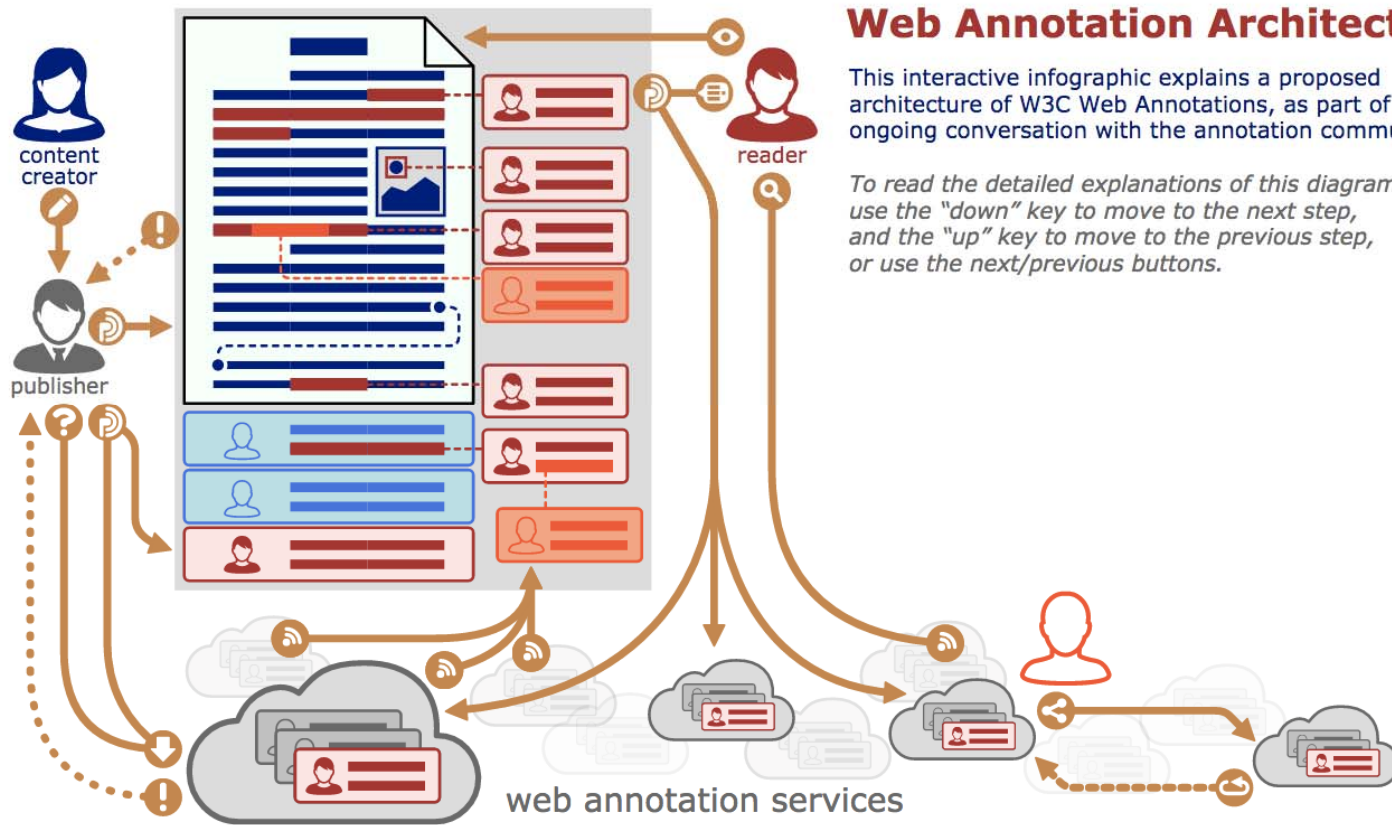 Web Annotation Architect
This interactive infographic explains a proposed
architecture of W3C Web Annotations, as part of
ongoing conversation with the annotation commu
To read the detailed explanations of this diagram
use the “down” key to move to the next step,
and the “up” key to move to the previous step,
or use the next/previous buttons.
content
creator
reader
publisher
web annotation services